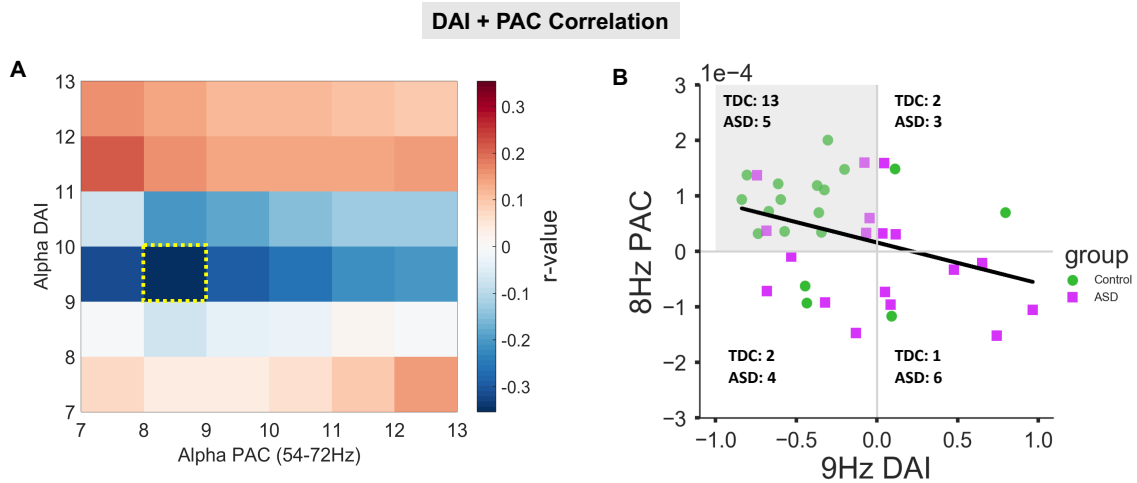 DAI + PAC Correlation
A
13
12
11
10
9
8
7
Alpha DAI
7 8 9 10 11 12 13
Alpha PAC (54-72Hz)
0.3
0.2
0.1
0
-0.1
-0.2
-0.3
r-value
B
1e−4
3
2
1
0
−1
−2
−3
8Hz PAC
TDC: 13
ASD: 5
TDC: 2
ASD: 3
TDC: 2
ASD: 4
TDC: 1
ASD: 6
−1.0 −0.5 0.0 0.5 1.0
9Hz DAI
group
Control
ASD